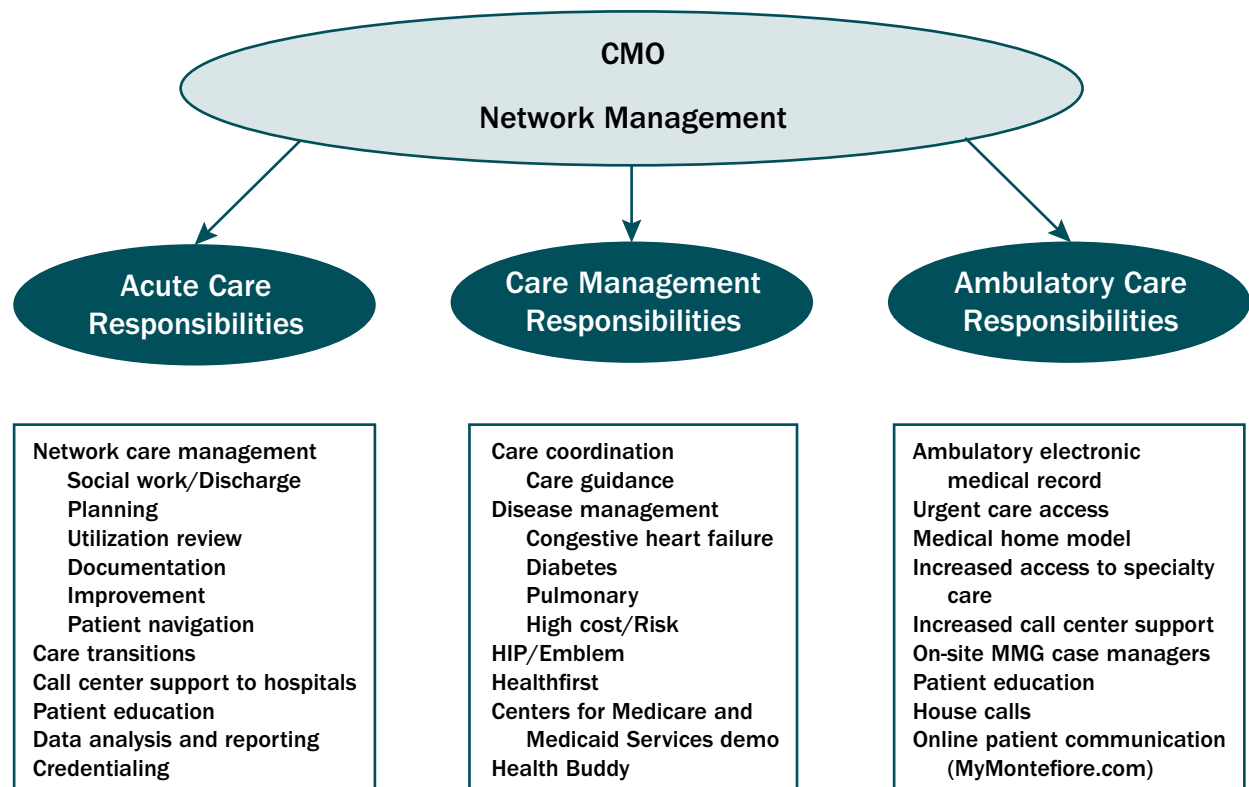 CMO
Network Management
Acute Care
Responsibilities
Care Management
Responsibilities
Ambulatory Care
Responsibilities
Network care management
Social work/Discharge
Planning
Utilization review
Documentation
Improvement
Patient navigation
Care transitions
Call center support to hospitals
Patient education
Data analysis and reporting
Credentialing
Care coordination
Care guidance
Disease management
Congestive heart failure
Diabetes
Pulmonary
High cost/Risk
HIP/Emblem
Healthfirst
Centers for Medicare and
Medicaid Services demo
Health Buddy
Ambulatory electronic
medical record
Urgent care access
Medical home model
Increased access to specialty
care
Increased call center support
On-site MMG case managers
Patient education
House calls
Online patient communication
(MyMontefiore.com)